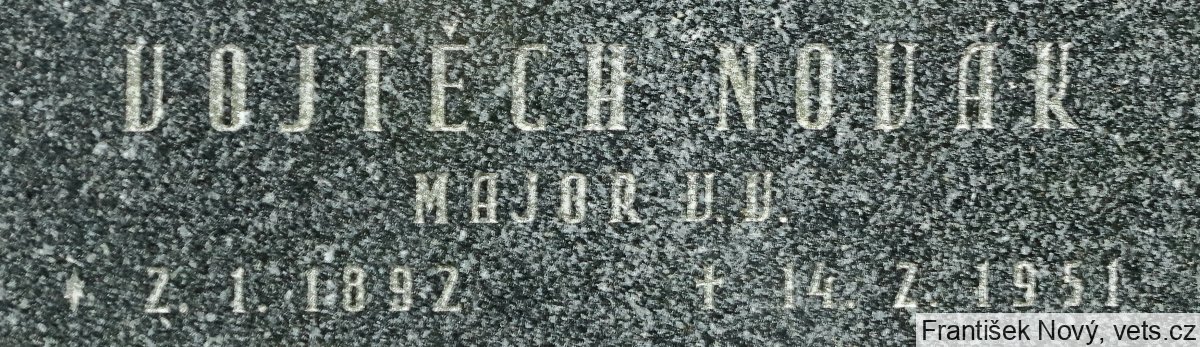 VOJTĚCH NOVÁK
MAJOR V.V.
* 2. 1. 1892 † 14. 2. 1951
František Nový, vets.cz